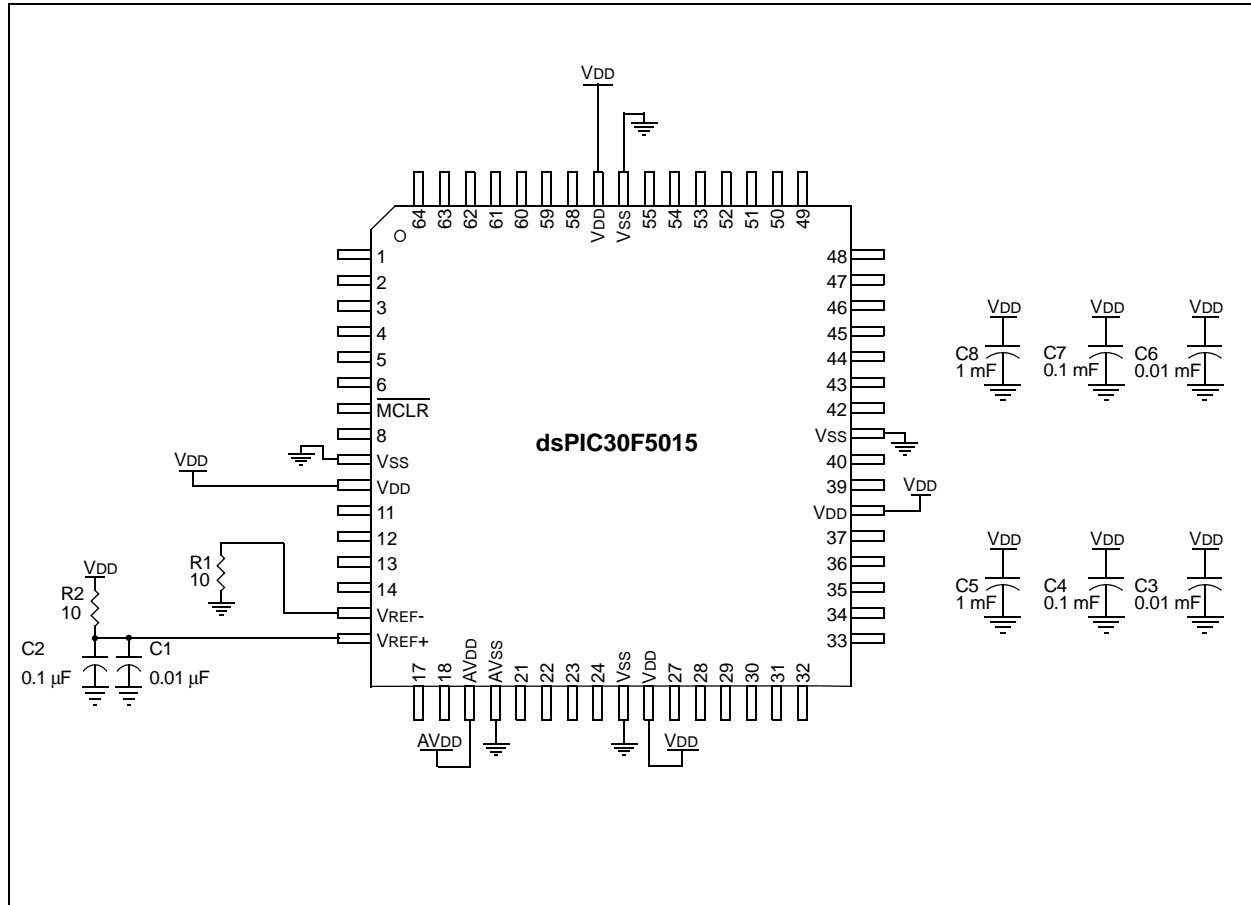 VDD
64 63 62 61 60 59 58 VDD VSS 55 54 53 52 51 50 49
1
2
3
4
5
6
MCLR
8
VSS
VDD
11
12
13
14
VREF-
VREF+
dsPIC30F5015
48
47
46
45
44
43
42
VSS
40
39
VDD
37
36
35
34
33
17 18 AVDD AVSS 21 22 23 24 VSS VDD 27 28 29 30 31 32
VDD
R1
10
VDD
R2
10
C2
0.1 μF
C1
0.01 μF
AVDD
VDD
VDD
VDD
C8
1 mF
VDD
C7
0.1 mF
VDD
C6
0.01 mF
VDD
C5
1 mF
VDD
C4
0.1 mF
VDD
C3
0.01 mF